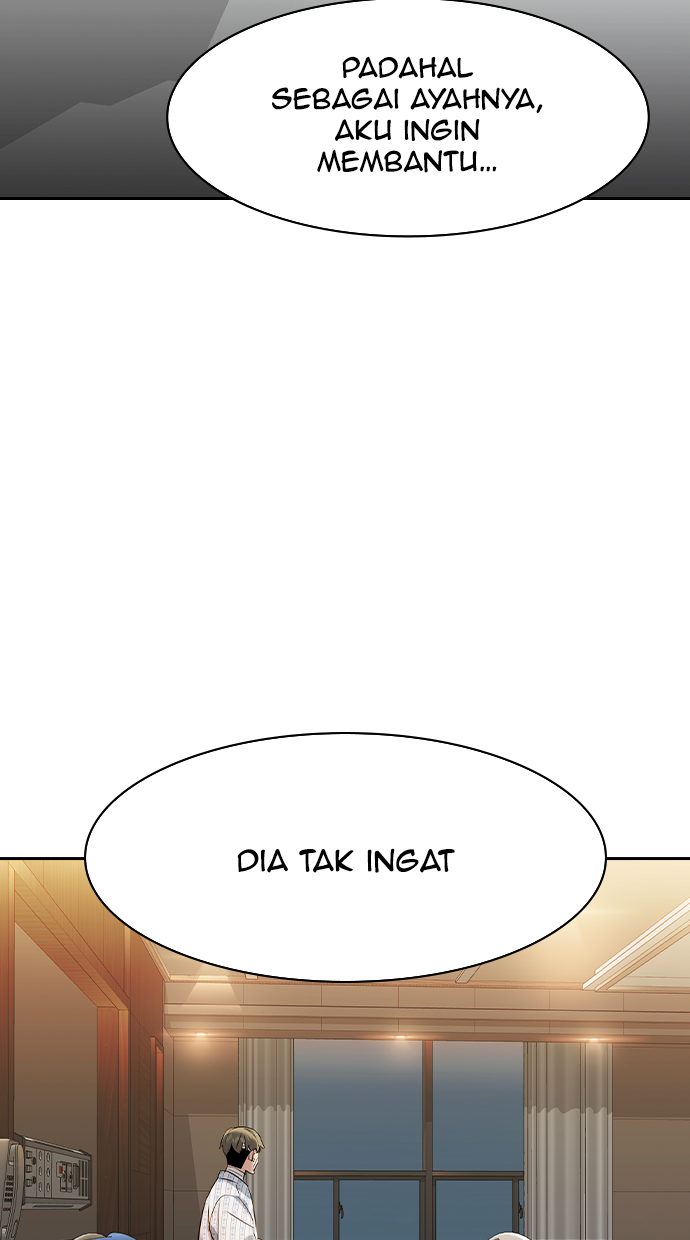 PADAHAL
SEBAGAI AYAHNYA,
AKU INGIN
MEMBANTU...
DIA TAK INGAT